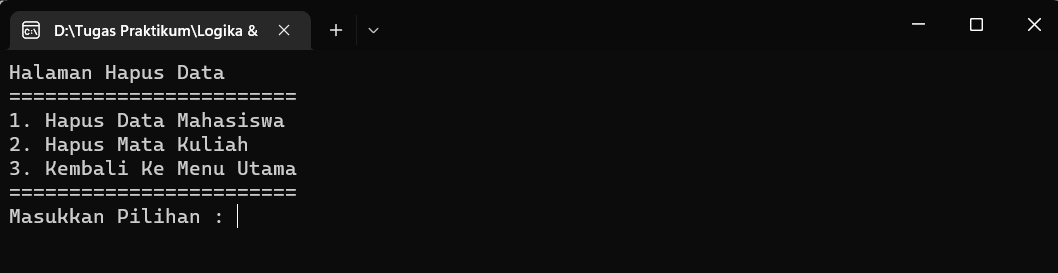 D:\Tugas Praktikum\Logika &
Halaman Hapus Data
========================
1. Hapus Data Mahasiswa
2. Hapus Mata Kuliah
3. Kembali Ke Menu Utama
========================
Masukkan Pilihan :